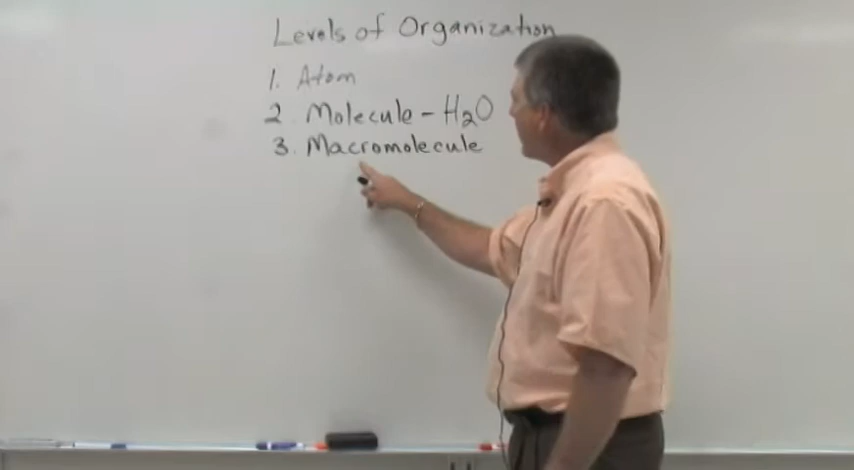 Levels of Organization
1. Atom
2. Molecule - H₂O
3. Macromolecule